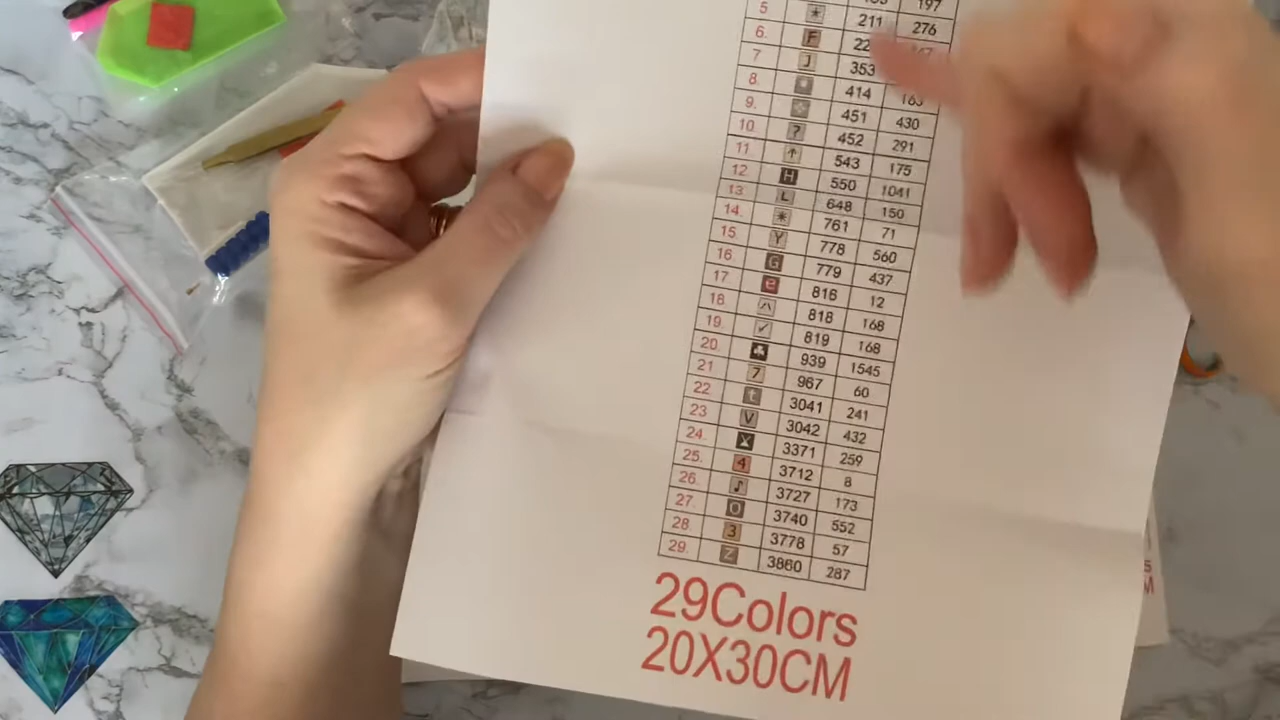 5 197
6. 211 276
7 F
8. J 353
9. 414
10. 451 430
11 ? 452 291
12 ↑ 543 175
13 H 550 1041
14. L 648 150
15. 761 71
16. Y 778 560
17. G 779 437
18. e 816 12
19. 818 168
20. ✓ 819 168
21 ♣ 939 1545
22 7 967 60
23 t 3041 241
24. V 3042 432
25. X 3371 259
26. 4 3712 8
27. ♪ 3727 173
28. O 3740 552
29. 3 3778 57
Z 3860 287
29Colors
20X30CM